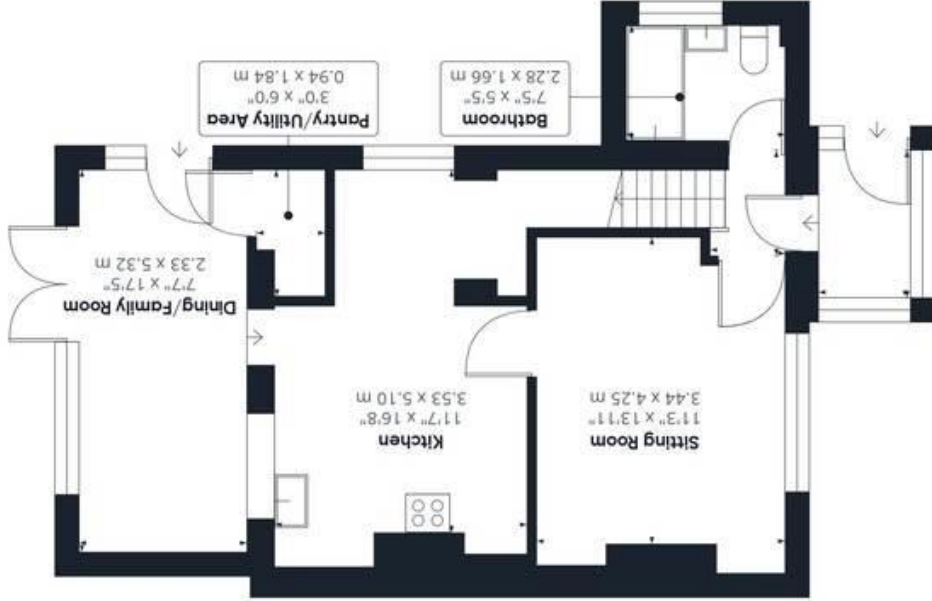 Sitting Room
11'3" x 13'11"
3.44 x 4.25 m
Kitchen
11'7" x 16'8"
3.53 x 5.10 m
Dining/Family Room
7'7" x 17'5"
2.33 x 5.32 m
Bathroom
7'5" x 5'5"
2.28 x 1.66 m
Pantry/Utility Area
3'0" x 6'0"
0.94 x 1.84 m